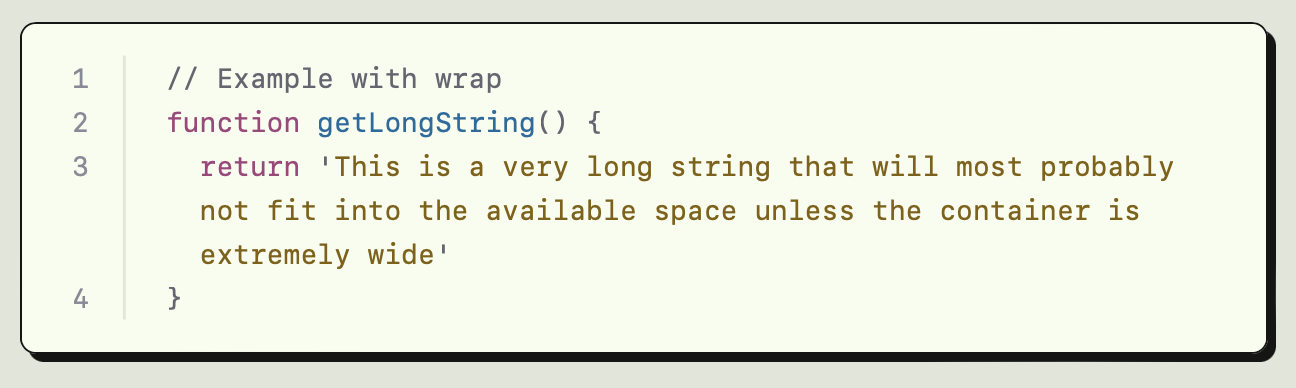 1 // Example with wrap
2 function getLongString() {
3   return 'This is a very long string that will most probably
  not fit into the available space unless the container is
  extremely wide'
4 }